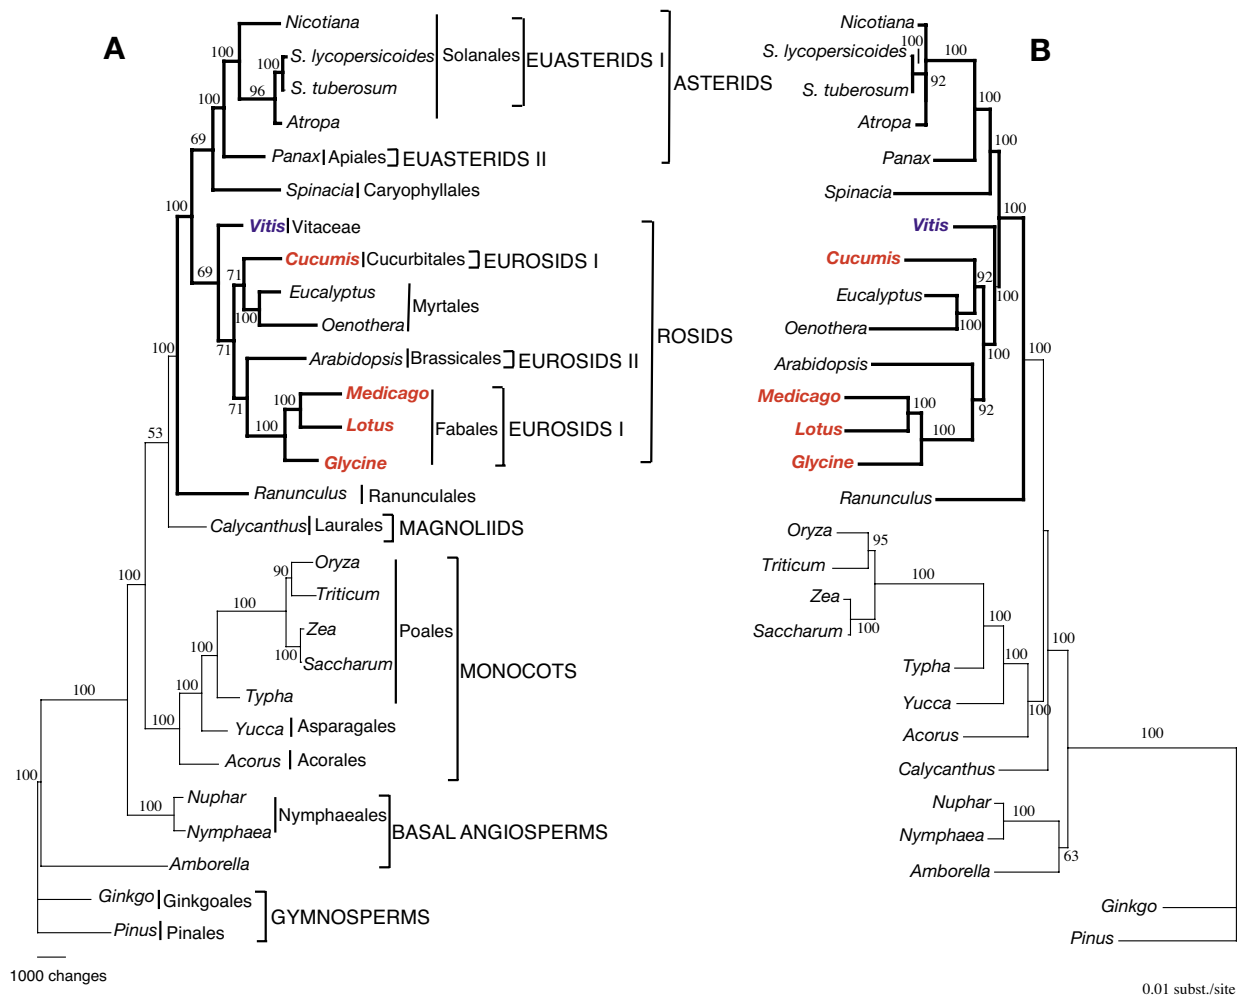 A
Nicotiana
100
S. lycopersicoides
100
Solanales
EUASTERIDS I
96
S. tuberosum
ASTERIDS
100
Atropa
69
Panax
Apiales
EUASTERIDS II
Spinacia
Caryophyllales
100
Vitis
Vitaceae
Cucumis
Cucurbitales
EUROSIDS I
69
71
Eucalyptus
Myrtales
100
Oenothera
ROSIDS
71
100
Arabidopsis
Brassicales
EUROSIDS II
Medicago
71
100
Lotus
Fabales
EUROSIDS I
100
53
Glycine
Ranunculus
Ranunculales
Calycanthus
Laurales
MAGNOLIIDS
Oryza
90
100
Triticum
100
Zea
Poales
100
100
Saccharum
MONOCOTS
100
Typha
100
Yucca
Asparagales
100
Acorus
Acorales
100
Nuphar
100
Nymphaeales
Nymphaea
BASAL ANGIOSPERMS
Amborella
Ginkgo
Ginkgoales
GYMNOSPERMS
Pinus
Pinales
1000 changes
B
Nicotiana
100
100
S. lycopersicoides
92
S. tuberosum
100
Atropa
100
Panax
Spinacia
100
Vitis
Cucumis
92
Eucalyptus
100
100
Oenothera
100
100
Arabidopsis
Medicago
100
92
Lotus
100
Glycine
Ranunculus
Oryza
95
Triticum
100
Zea
100
Saccharum
100
100
Typha
Yucca
100
Acorus
100
Calycanthus
Nuphar
100
Nymphaea
63
Amborella
Ginkgo
Pinus
0.01 subst./site